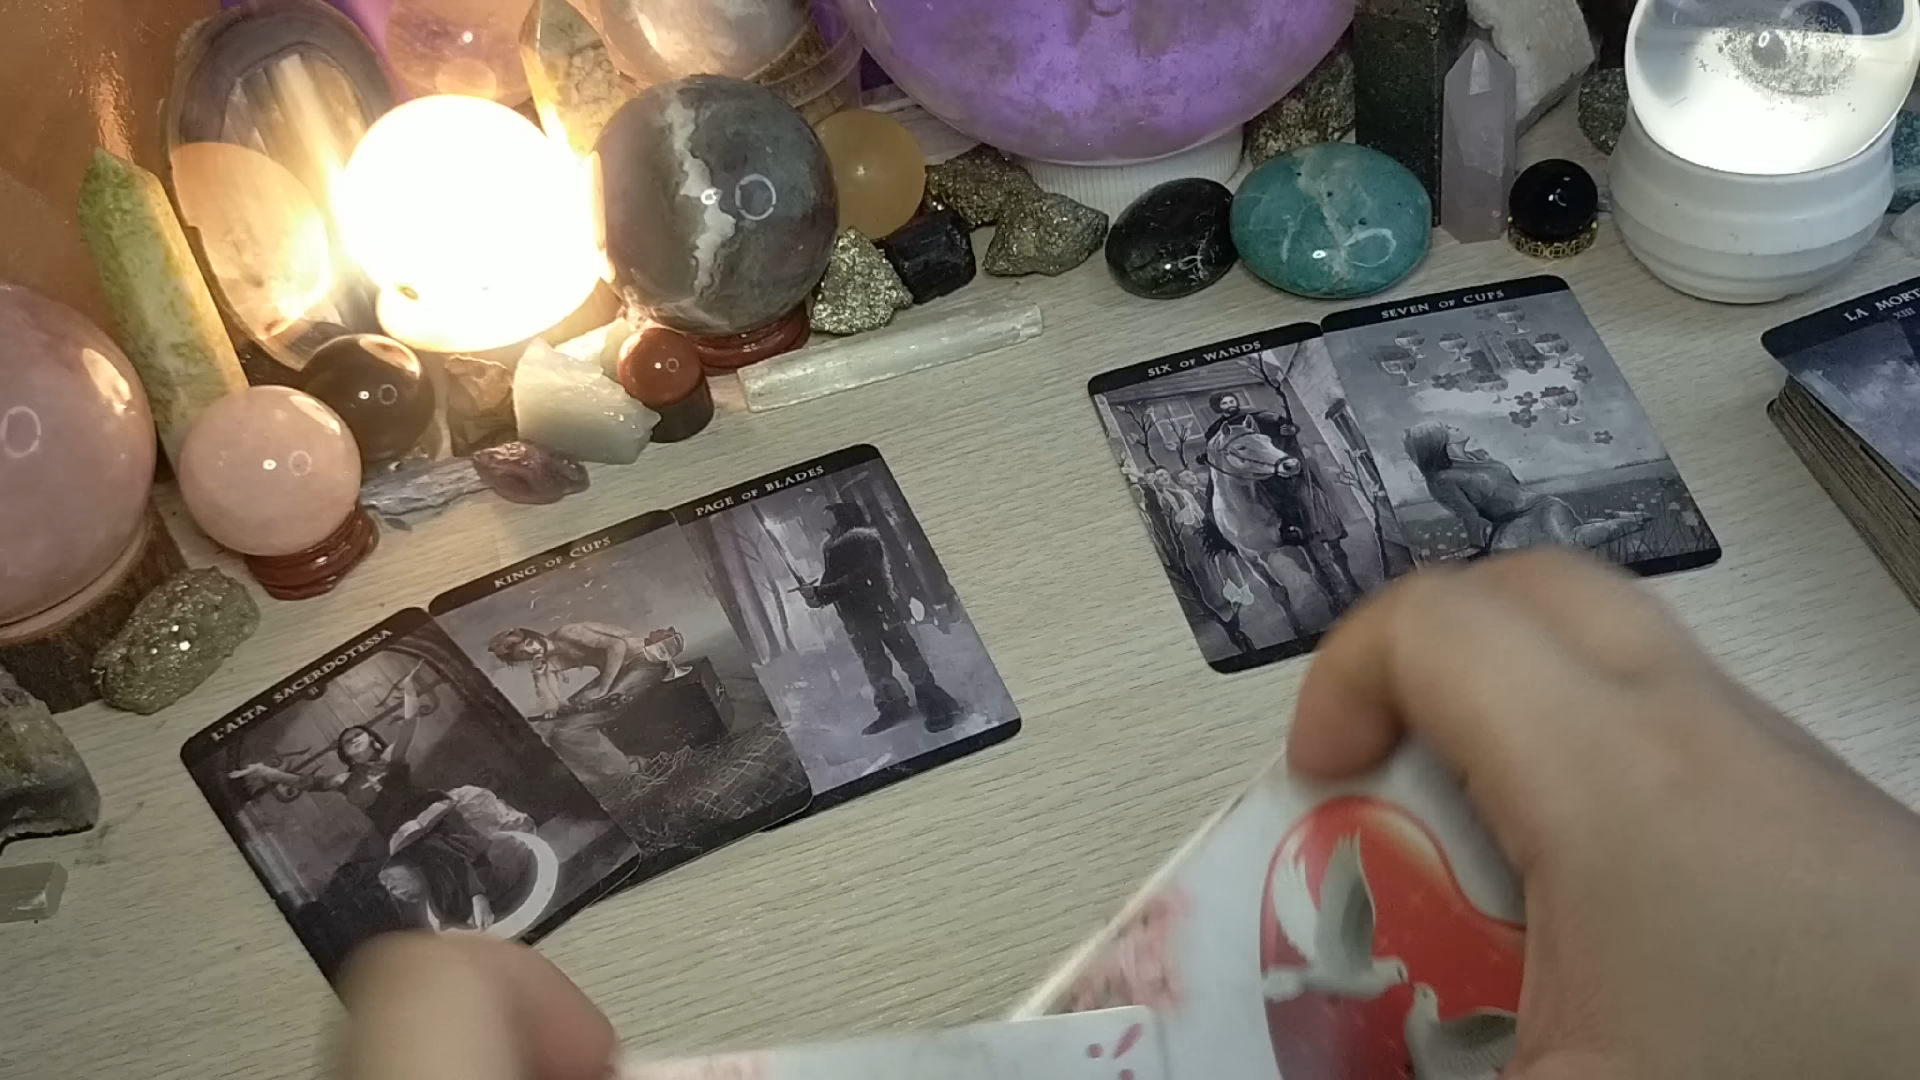 L'ALTA SACERDOTESSA
II
KING OF CUPS
PAGE OF BLADES
SIX OF WANDS
SEVEN OF CUPS
LA MORT
XIII